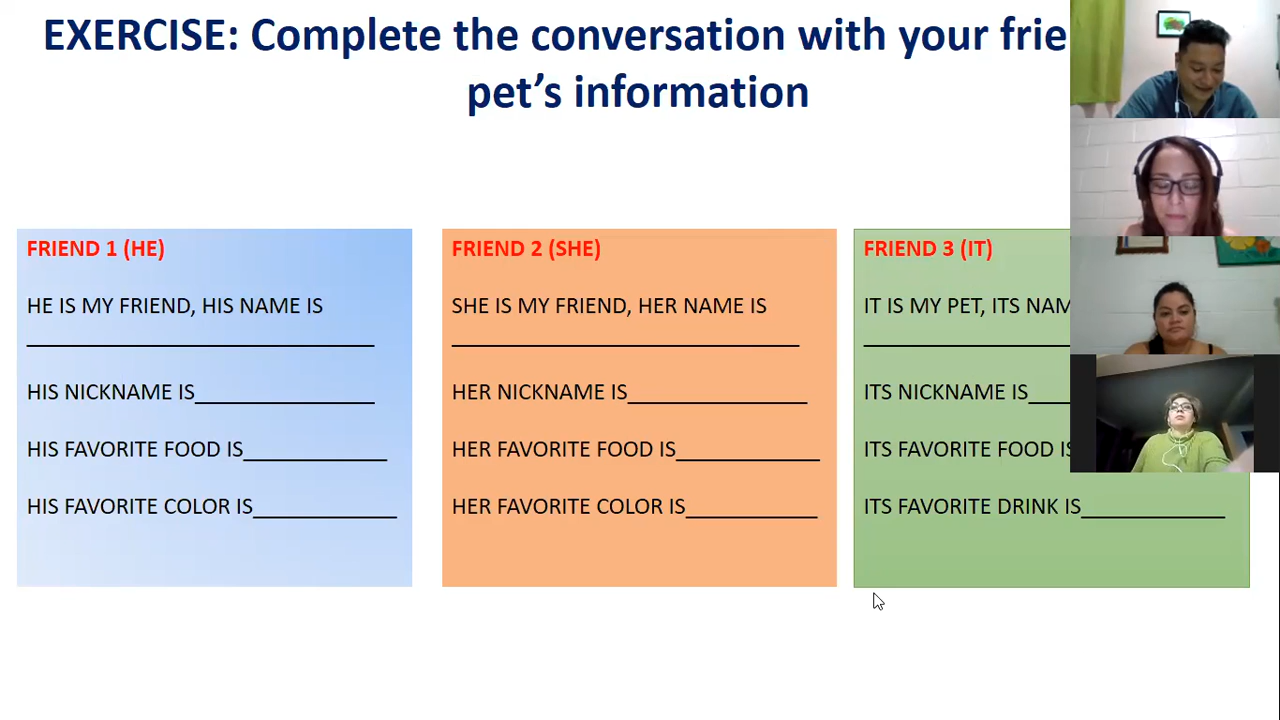 EXERCISE: Complete the conversation with your
pet's information
FRIEND 1 (HE)
HE IS MY FRIEND, HIS NAME IS
HIS NICKNAME IS
HIS FAVORITE FOOD IS
HIS FAVORITE COLOR IS
FRIEND 2 (SHE)
SHE IS MY FRIEND, HER NAME IS
HER NICKNAME IS
HER FAVORITE FOOD IS
HER FAVORITE COLOR IS
FRIEND 3 (IT)
IT IS MY PET, ITS
ITS NICKNAME IS
ITS FAVORITE FOOD IS
ITS FAVORITE DRINK IS